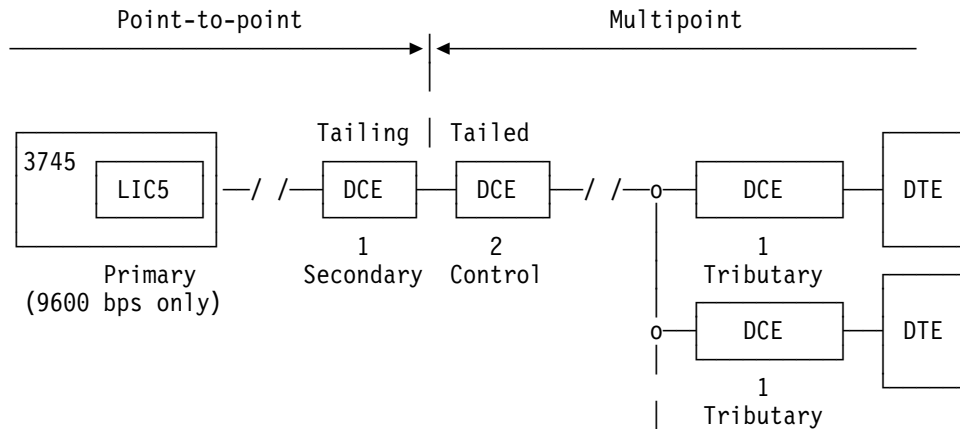 Point-to-point Multipoint
Tailing Tailed
3745
LIC5 DCE DCE DCE DTE
1 2 1
Primary Secondary Control Tributary
(9600 bps only)
DCE DTE
1
Tributary